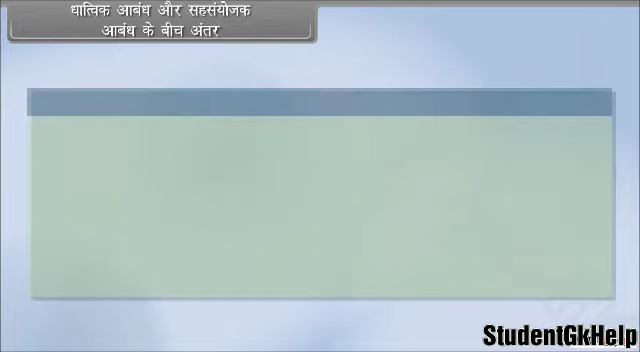 धात्विक आबंध और सहसंयोजक
आबंध के बीच अंतर
StudentGkHelp